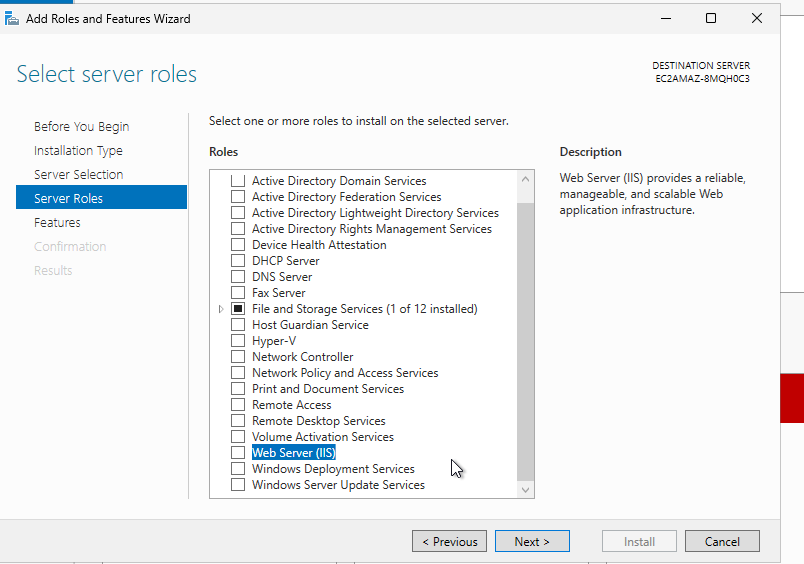 Add Roles and Features Wizard
Select server roles
DESTINATION SERVER
EC2AMAZ-8MQH0C3
Before You Begin
Installation Type
Server Selection
Server Roles
Features
Confirmation
Results
Select one or more roles to install on the selected server.
Roles
Active Directory Domain Services
Active Directory Federation Services
Active Directory Lightweight Directory Services
Active Directory Rights Management Services
Device Health Attestation
DHCP Server
DNS Server
Fax Server
File and Storage Services (1 of 12 installed)
Host Guardian Service
Hyper-V
Network Controller
Network Policy and Access Services
Print and Document Services
Remote Access
Remote Desktop Services
Volume Activation Services
Web Server (IIS)
Windows Deployment Services
Windows Server Update Services
Description
Web Server (IIS) provides a reliable,
manageable, and scalable Web
application infrastructure.
< Previous
Next >
Install
Cancel